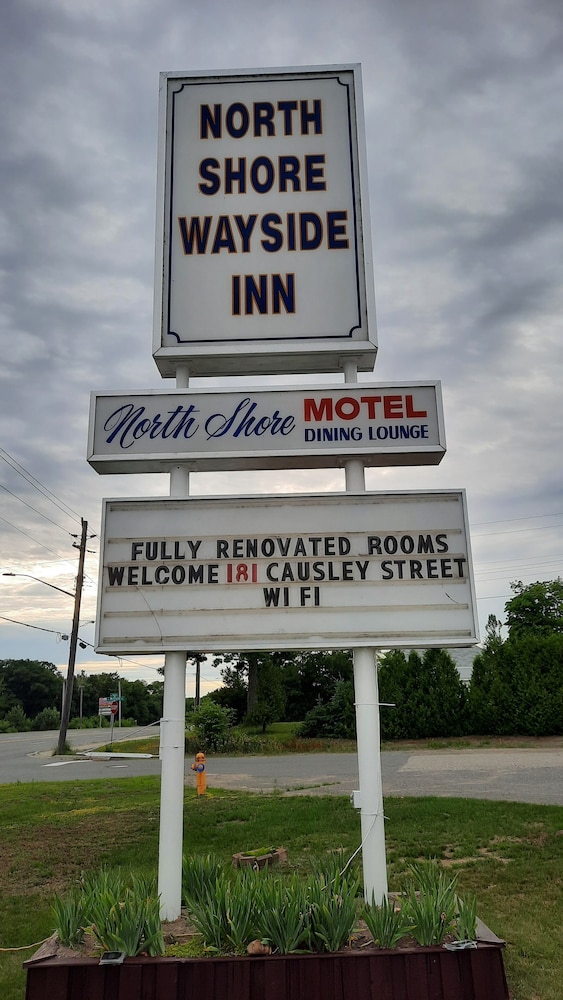 NORTH
SHORE
WAYSIDE
INN
North Shore MOTEL
DINING LOUNGE
FULLY RENOVATED ROOMS
WELCOME 181 CAUSLEY STREET
WI FI